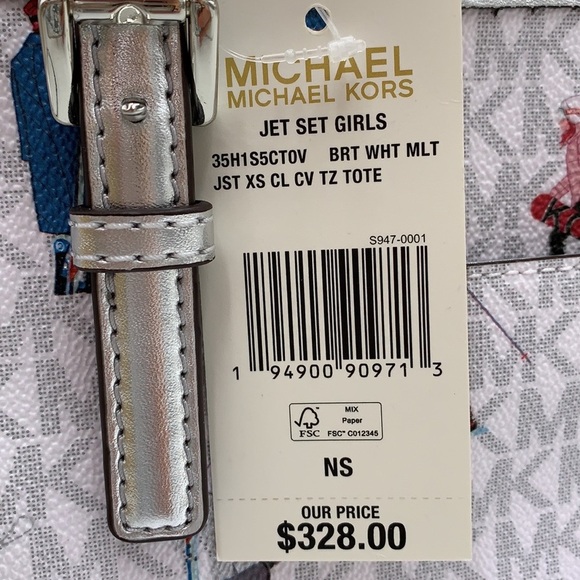 MICHAEL
MICHAEL KORS
JET SET GIRLS
35H1S5CT0V BRT WHT MLT
JST XS CL CV TZ TOTE
S947-0001
1 94900 90971 3
FSC
MIX
Paper
FSC™ C012345
NS
OUR PRICE
$328.00